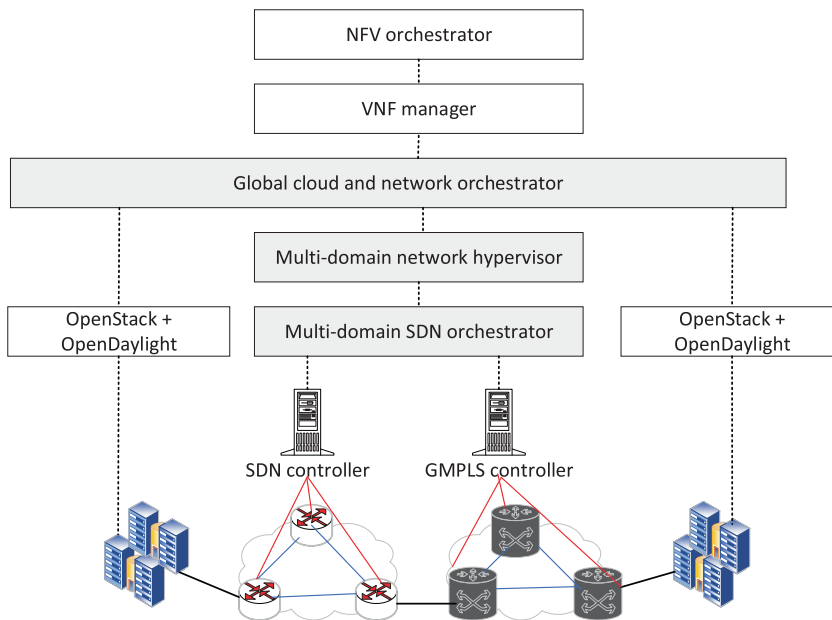 NFV orchestrator
VNF manager
Global cloud and network orchestrator
Multi-domain network hypervisor
OpenStack +
OpenDaylight
Multi-domain SDN orchestrator
OpenStack +
OpenDaylight
SDN controller
GMPLS controller